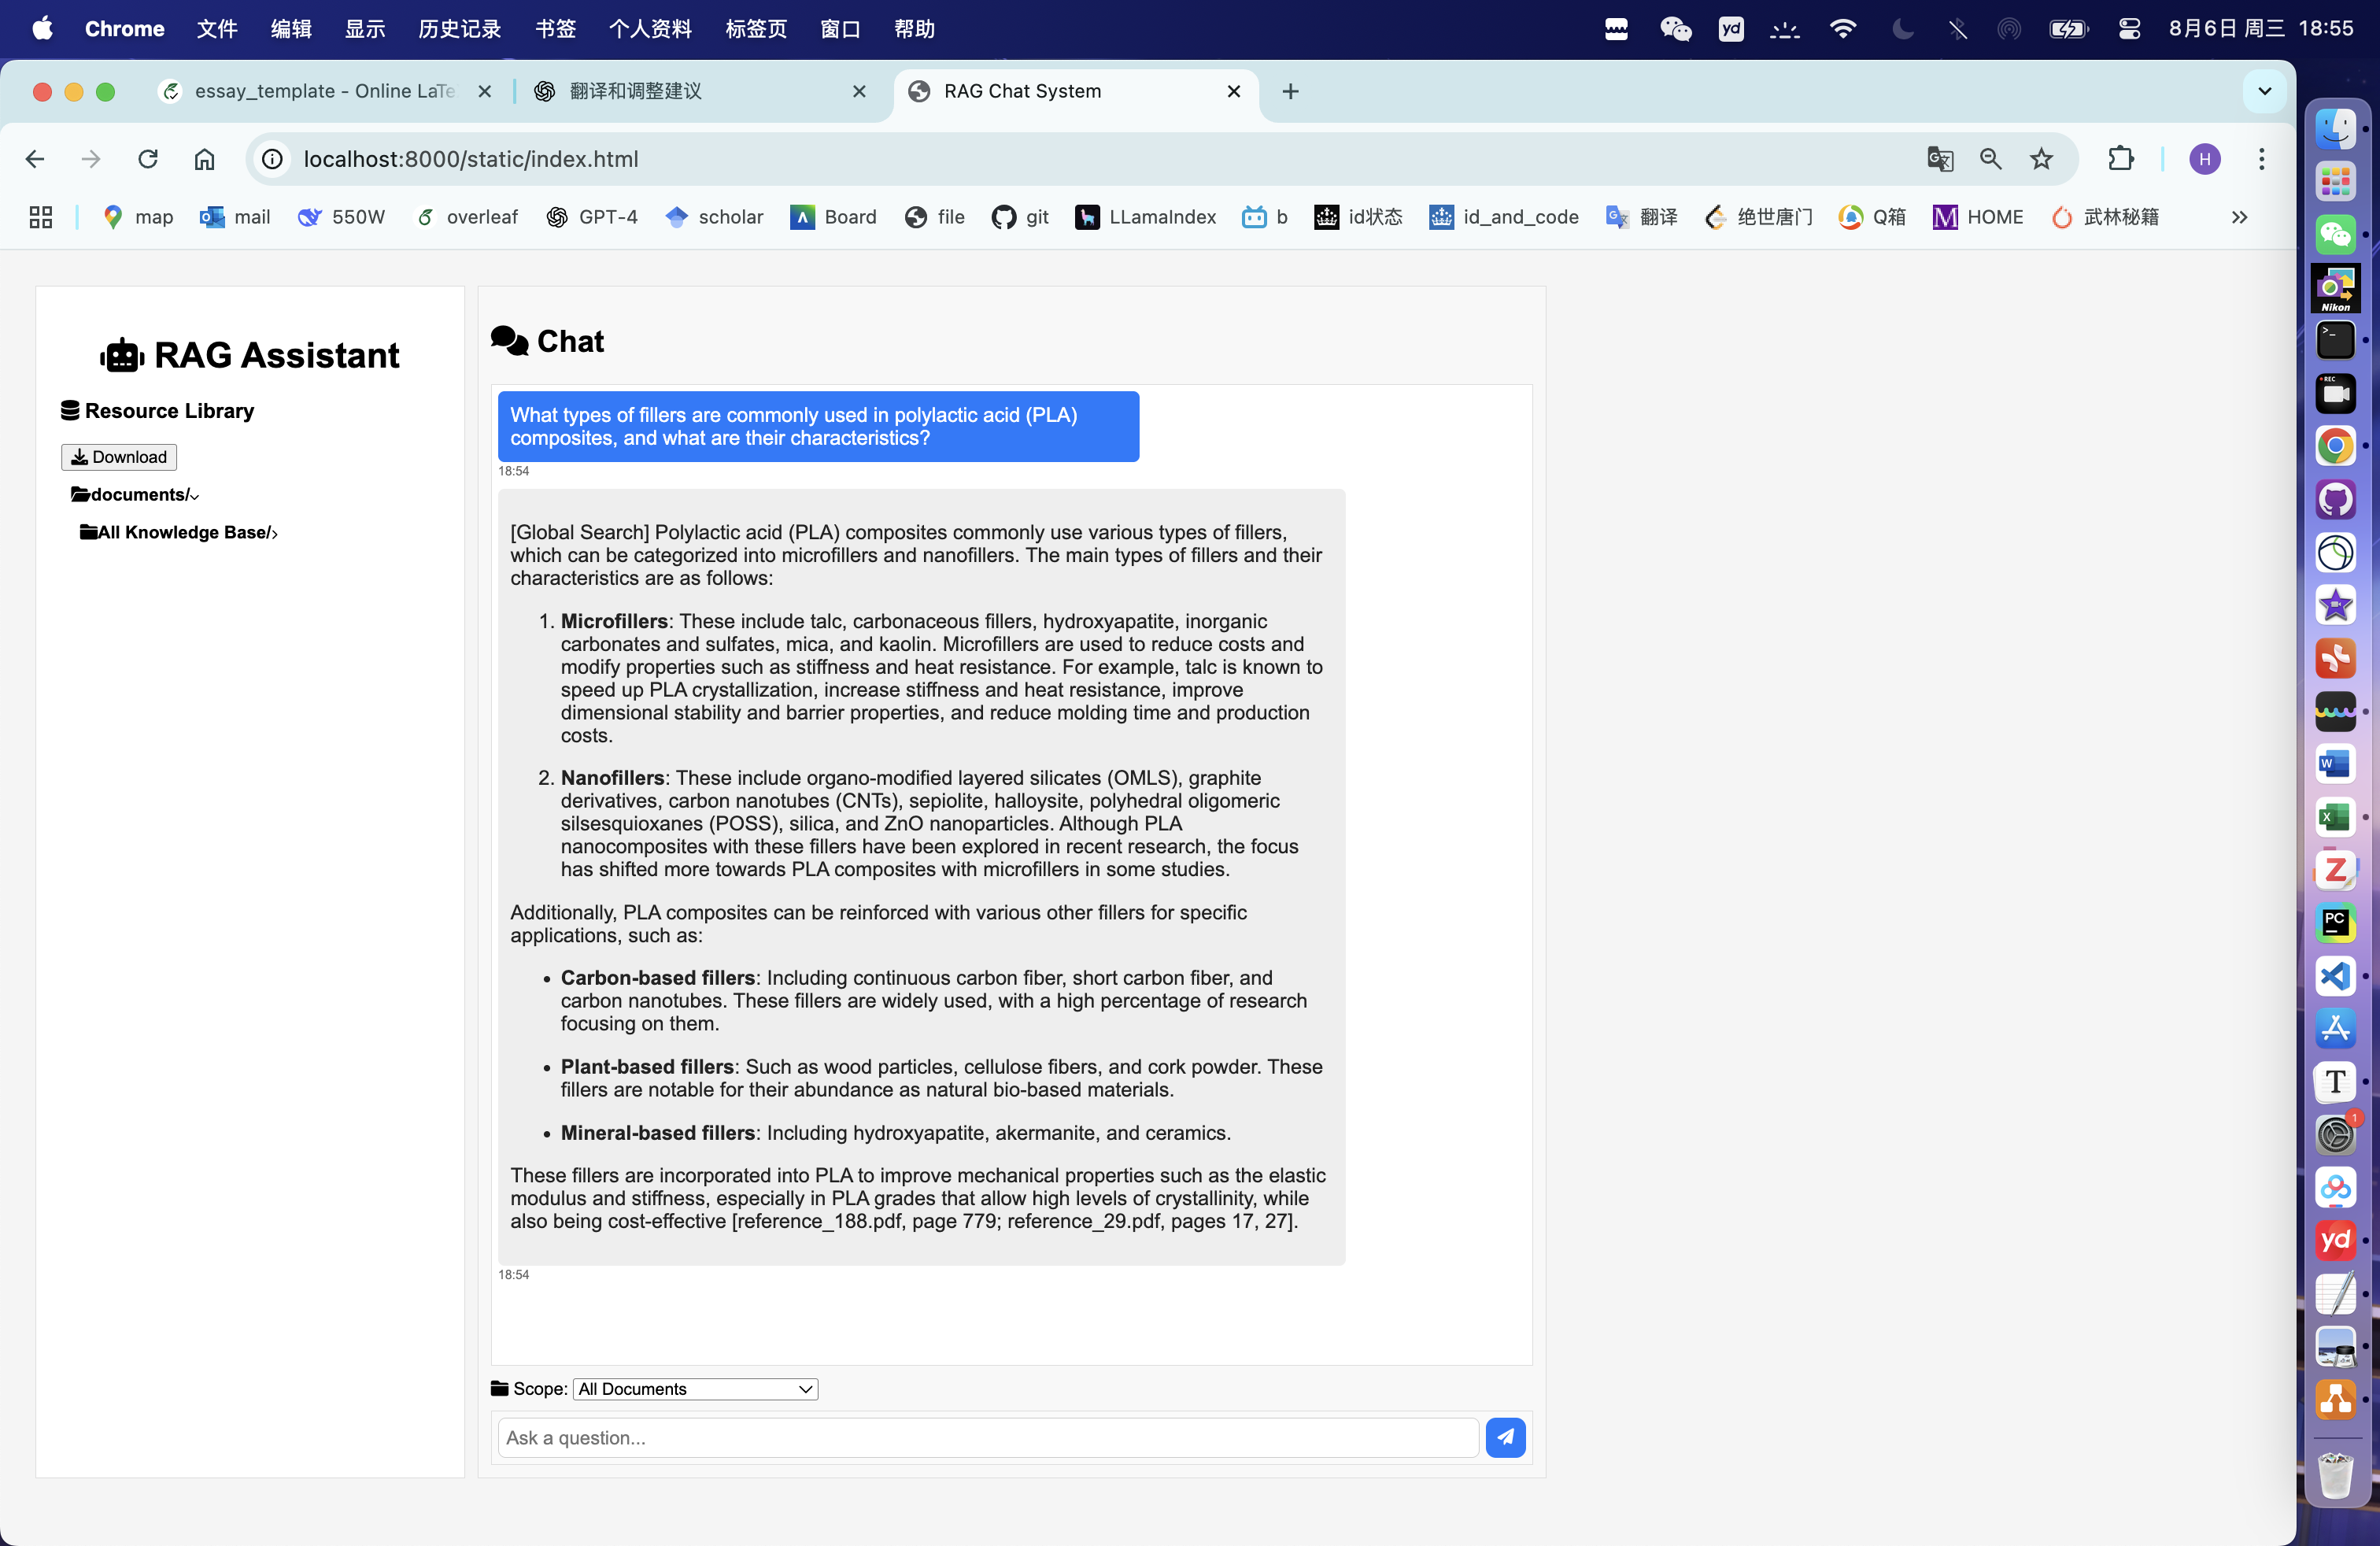 Chrome 文件 编辑 显示 历史记录 书签 个人资料 标签页 窗口 帮助 yd 8月6日 周三 18:55
essay_template - Online LaTe 翻译和调整建议 RAG Chat System
localhost:8000/static/index.html H
map mail 550W overleaf GPT-4 scholar Board file git LLamaIndex b id状态 id_and_code 翻译 绝世唐门 Q箱 HOME 武林秘籍
RAG Assistant
Resource Library
Download
documents/
All Knowledge Base/
Chat
What types of fillers are commonly used in polylactic acid (PLA)
composites, and what are their characteristics?
18:54
[Global Search] Polylactic acid (PLA) composites commonly use various types of fillers,
which can be categorized into microfillers and nanofillers. The main types of fillers and their
characteristics are as follows:
1. Microfillers: These include talc, carbonaceous fillers, hydroxyapatite, inorganic
carbonates and sulfates, mica, and kaolin. Microfillers are used to reduce costs and
modify properties such as stiffness and heat resistance. For example, talc is known to
speed up PLA crystallization, increase stiffness and heat resistance, improve
dimensional stability and barrier properties, and reduce molding time and production
costs.
2. Nanofillers: These include organo-modified layered silicates (OMLS), graphite
derivatives, carbon nanotubes (CNTs), sepiolite, halloysite, polyhedral oligomeric
silsesquioxanes (POSS), silica, and ZnO nanoparticles. Although PLA
nanocomposites with these fillers have been explored in recent research, the focus
has shifted more towards PLA composites with microfillers in some studies.
Additionally, PLA composites can be reinforced with various other fillers for specific
applications, such as:
• Carbon-based fillers: Including continuous carbon fiber, short carbon fiber, and
carbon nanotubes. These fillers are widely used, with a high percentage of research
focusing on them.
• Plant-based fillers: Such as wood particles, cellulose fibers, and cork powder. These
fillers are notable for their abundance as natural bio-based materials.
• Mineral-based fillers: Including hydroxyapatite, akermanite, and ceramics.
These fillers are incorporated into PLA to improve mechanical properties such as the elastic
modulus and stiffness, especially in PLA grades that allow high levels of crystallinity, while
also being cost-effective [reference_188.pdf, page 779; reference_29.pdf, pages 17, 27].
18:54
Scope: All Documents
Ask a question...
Nikon
REC
W
X
Z
PC
T
1
yd